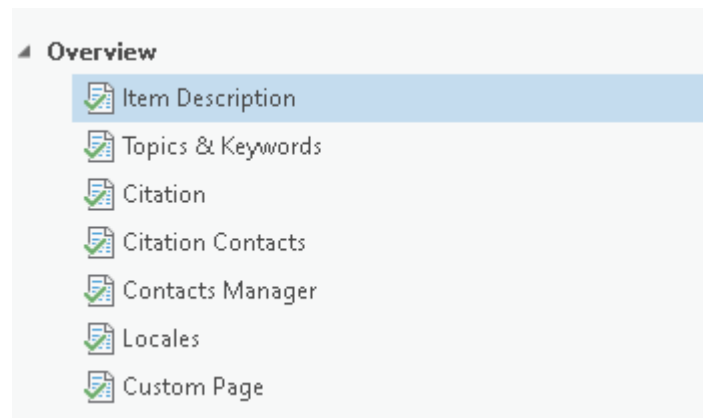 Overview
Item Description
Topics & Keywords
Citation
Citation Contacts
Contacts Manager
Locales
Custom Page